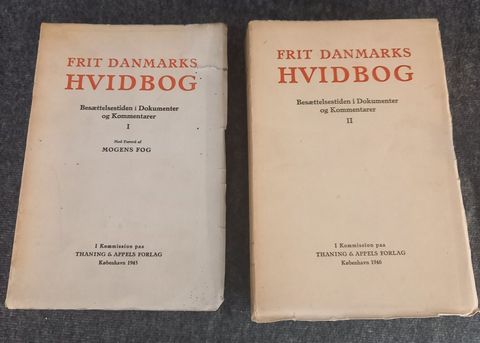 FRIT DANMARKS
HVIDBOG
Besættelsestiden i Dokumenter
og Kommentarer
I
Med Forord af
MOGENS FOG
I Kommission paa
THANING & APPELS FORLAG
København 1945
FRIT DANMARKS
HVIDBOG
Besættelsestiden i Dokumenter
og Kommentarer
II
I Kommission paa
THANING & APPELS FORLAG
København 1946